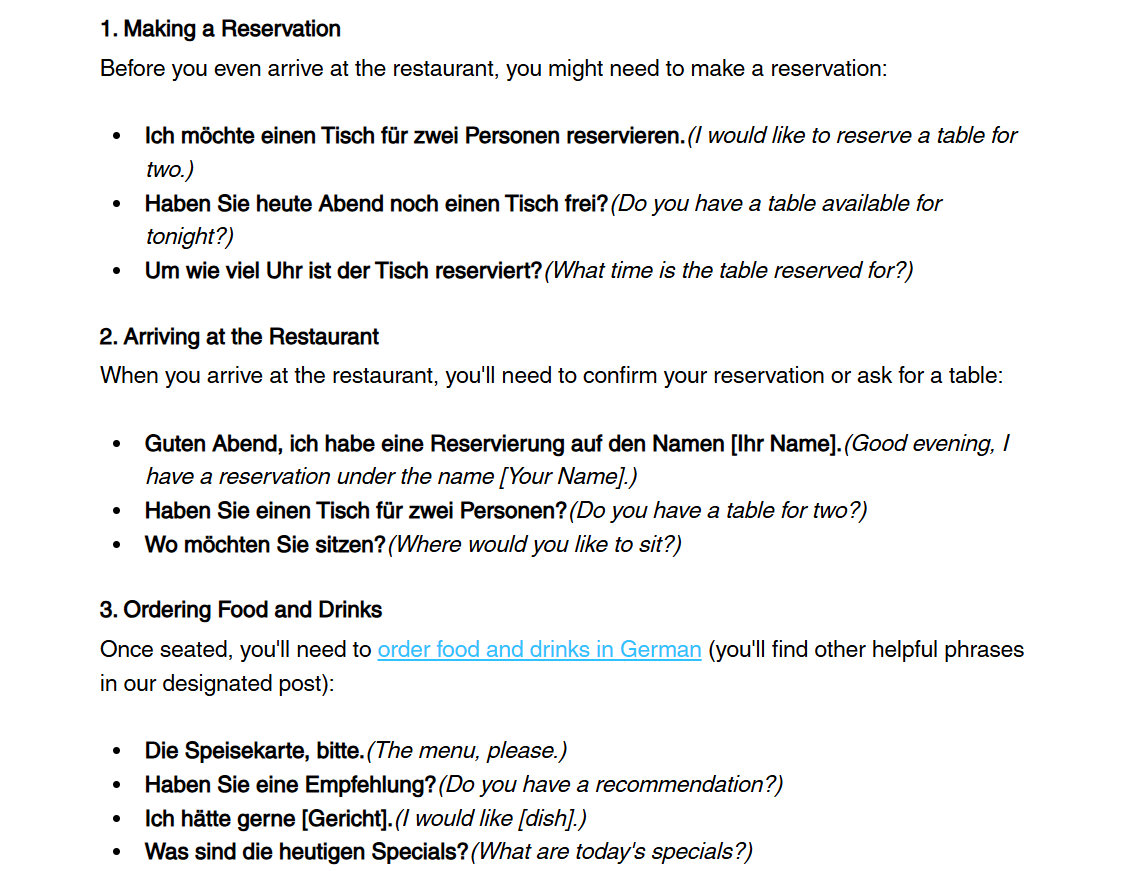 1. Making a Reservation
Before you even arrive at the restaurant, you might need to make a reservation:
• Ich möchte einen Tisch für zwei Personen reservieren.(I would like to reserve a table for
two.)
• Haben Sie heute Abend noch einen Tisch frei?(Do you have a table available for
tonight?)
• Um wie viel Uhr ist der Tisch reserviert?(What time is the table reserved for?)
2. Arriving at the Restaurant
When you arrive at the restaurant, you'll need to confirm your reservation or ask for a table:
• Guten Abend, ich habe eine Reservierung auf den Namen [Ihr Name].(Good evening, I
have a reservation under the name [Your Name].)
• Haben Sie einen Tisch für zwei Personen?(Do you have a table for two?)
• Wo möchten Sie sitzen?(Where would you like to sit?)
3. Ordering Food and Drinks
Once seated, you'll need to order food and drinks in German (you'll find other helpful phrases
in our designated post):
• Die Speisekarte, bitte.(The menu, please.)
• Haben Sie eine Empfehlung?(Do you have a recommendation?)
• Ich hätte gerne [Gericht].(I would like [dish].)
• Was sind die heutigen Specials?(What are today's specials?)